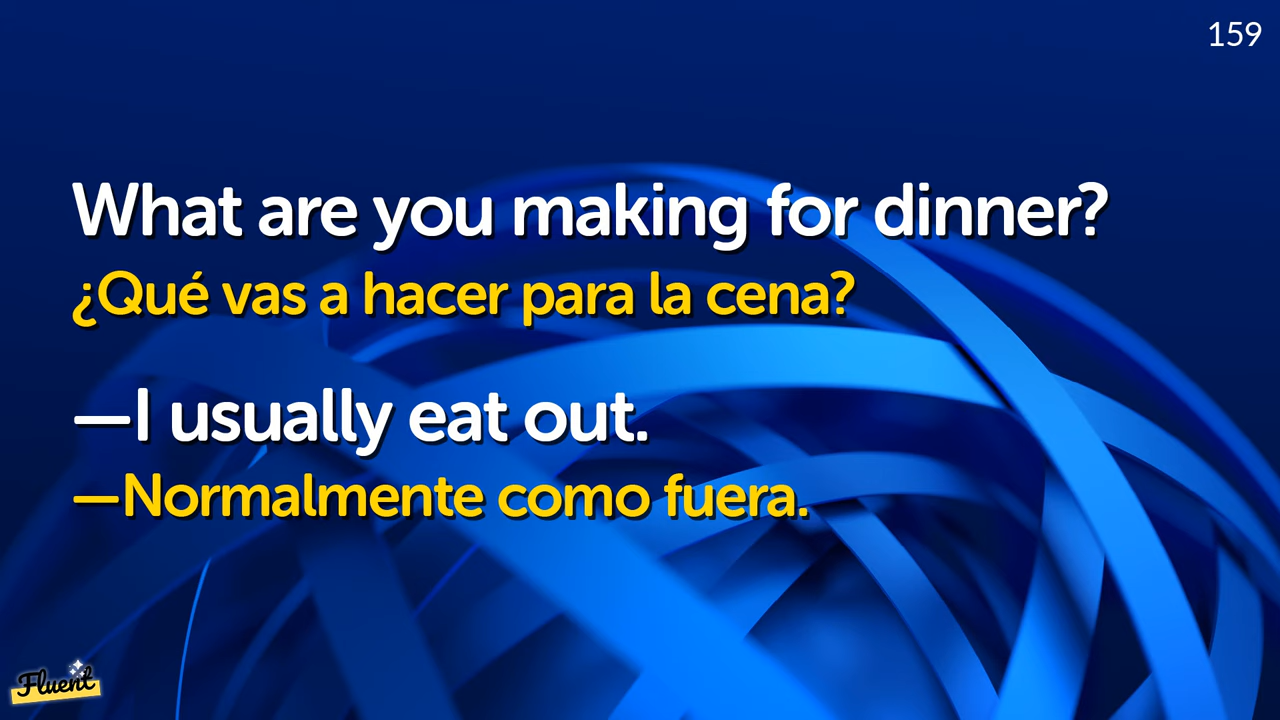 159
What are you making for dinner?
¿Qué vas a hacer para la cena?
—I usually eat out.
—Normalmente como fuera.
Fluent